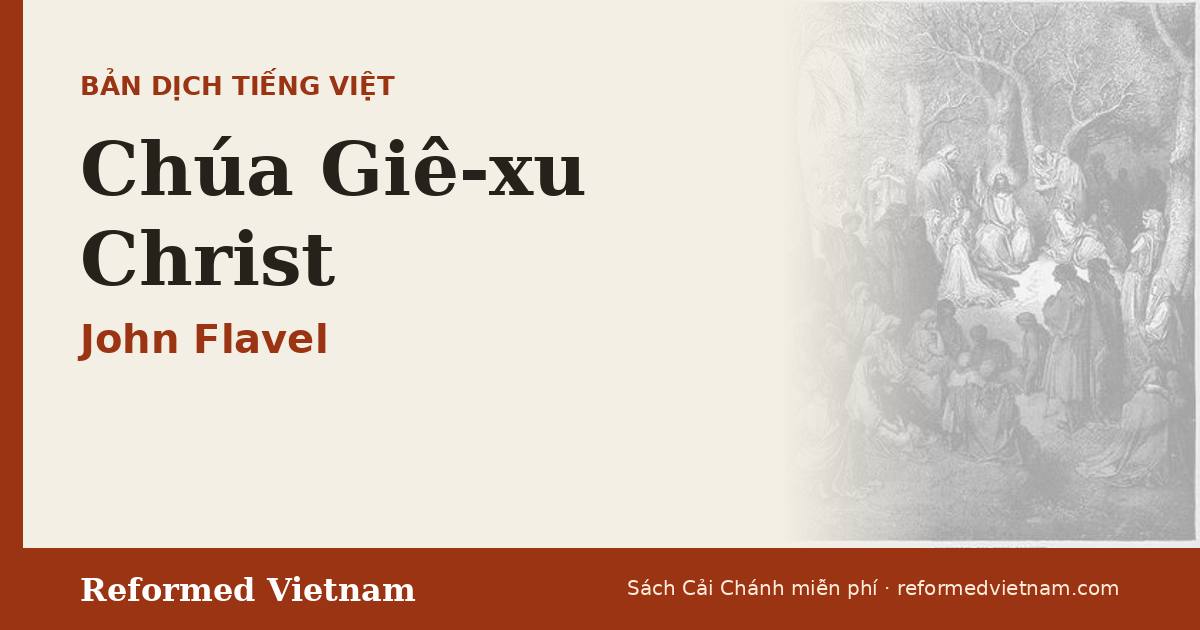 BẢN DỊCH TIẾNG VIỆT
Chúa Giê-xu
Christ
John Flavel
Reformed Vietnam
Sách Cải Chánh miễn phí · reformedvietnam.com